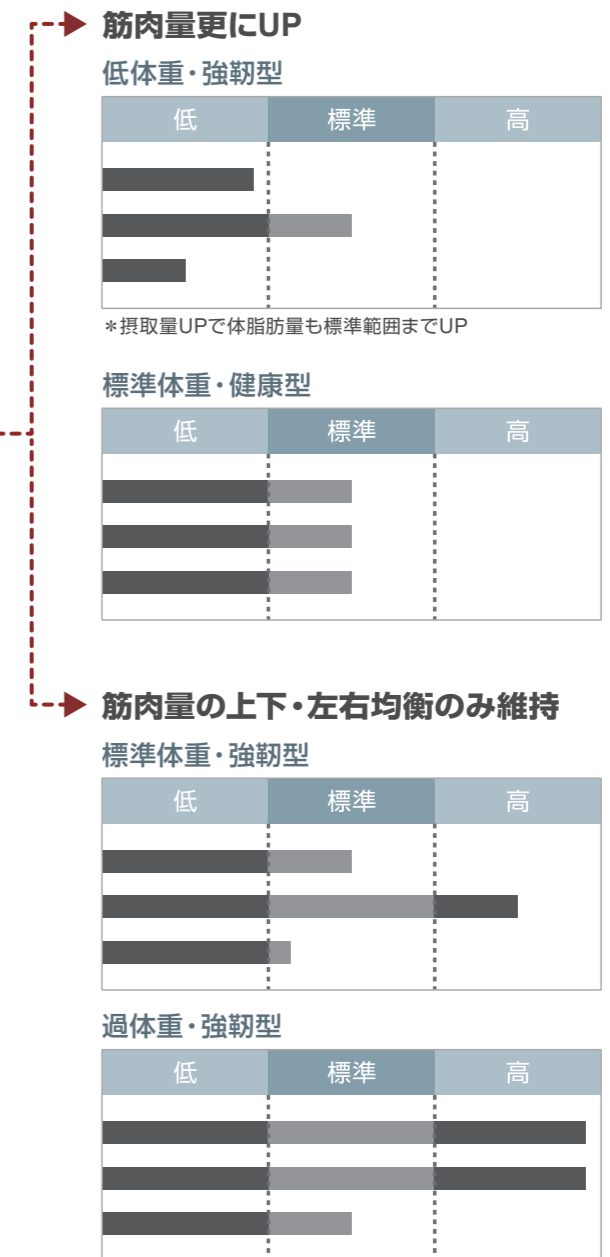 筋肉量更にUP
低体重・強靭型
低 標準 高
＊摂取量UPで体脂肪量も標準範囲までUP
標準体重・健康型
低 標準 高
筋肉量の上下・左右均衡のみ維持
標準体重・強靭型
低 標準 高
過体重・強靭型
低 標準 高